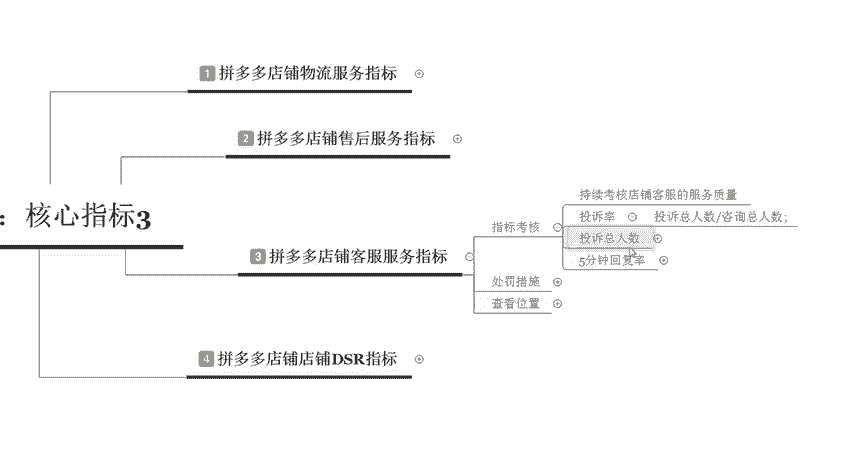 1 拼多多店铺物流服务指标
2 拼多多店铺售后服务指标
：核心指标3
3 拼多多店铺客服服务指标
指标考核
持续考核店铺客服的服务质量
投诉率 投诉总人数/咨询总人数;
投诉总人数
5分钟回复率
处罚措施
查看位置
4 拼多多店铺店铺DSR指标